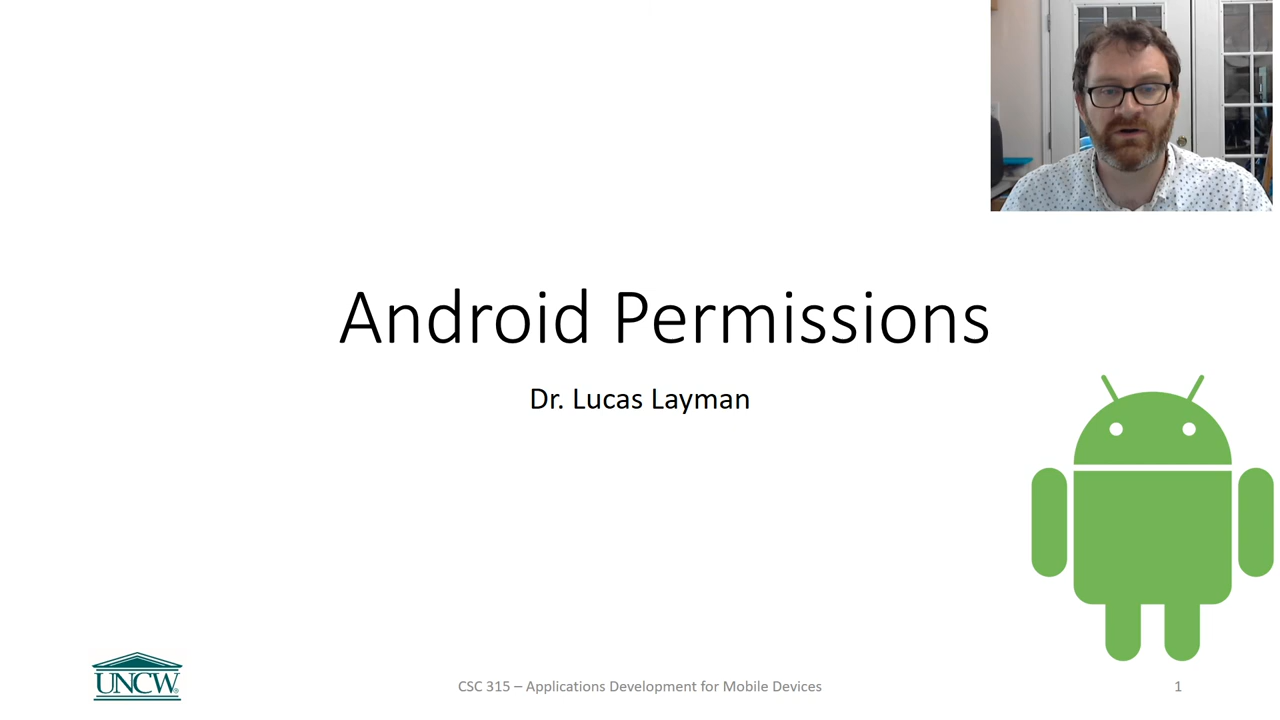 Android Permissions
Dr. Lucas Layman
UNCW
CSC 315 – Applications Development for Mobile Devices
1